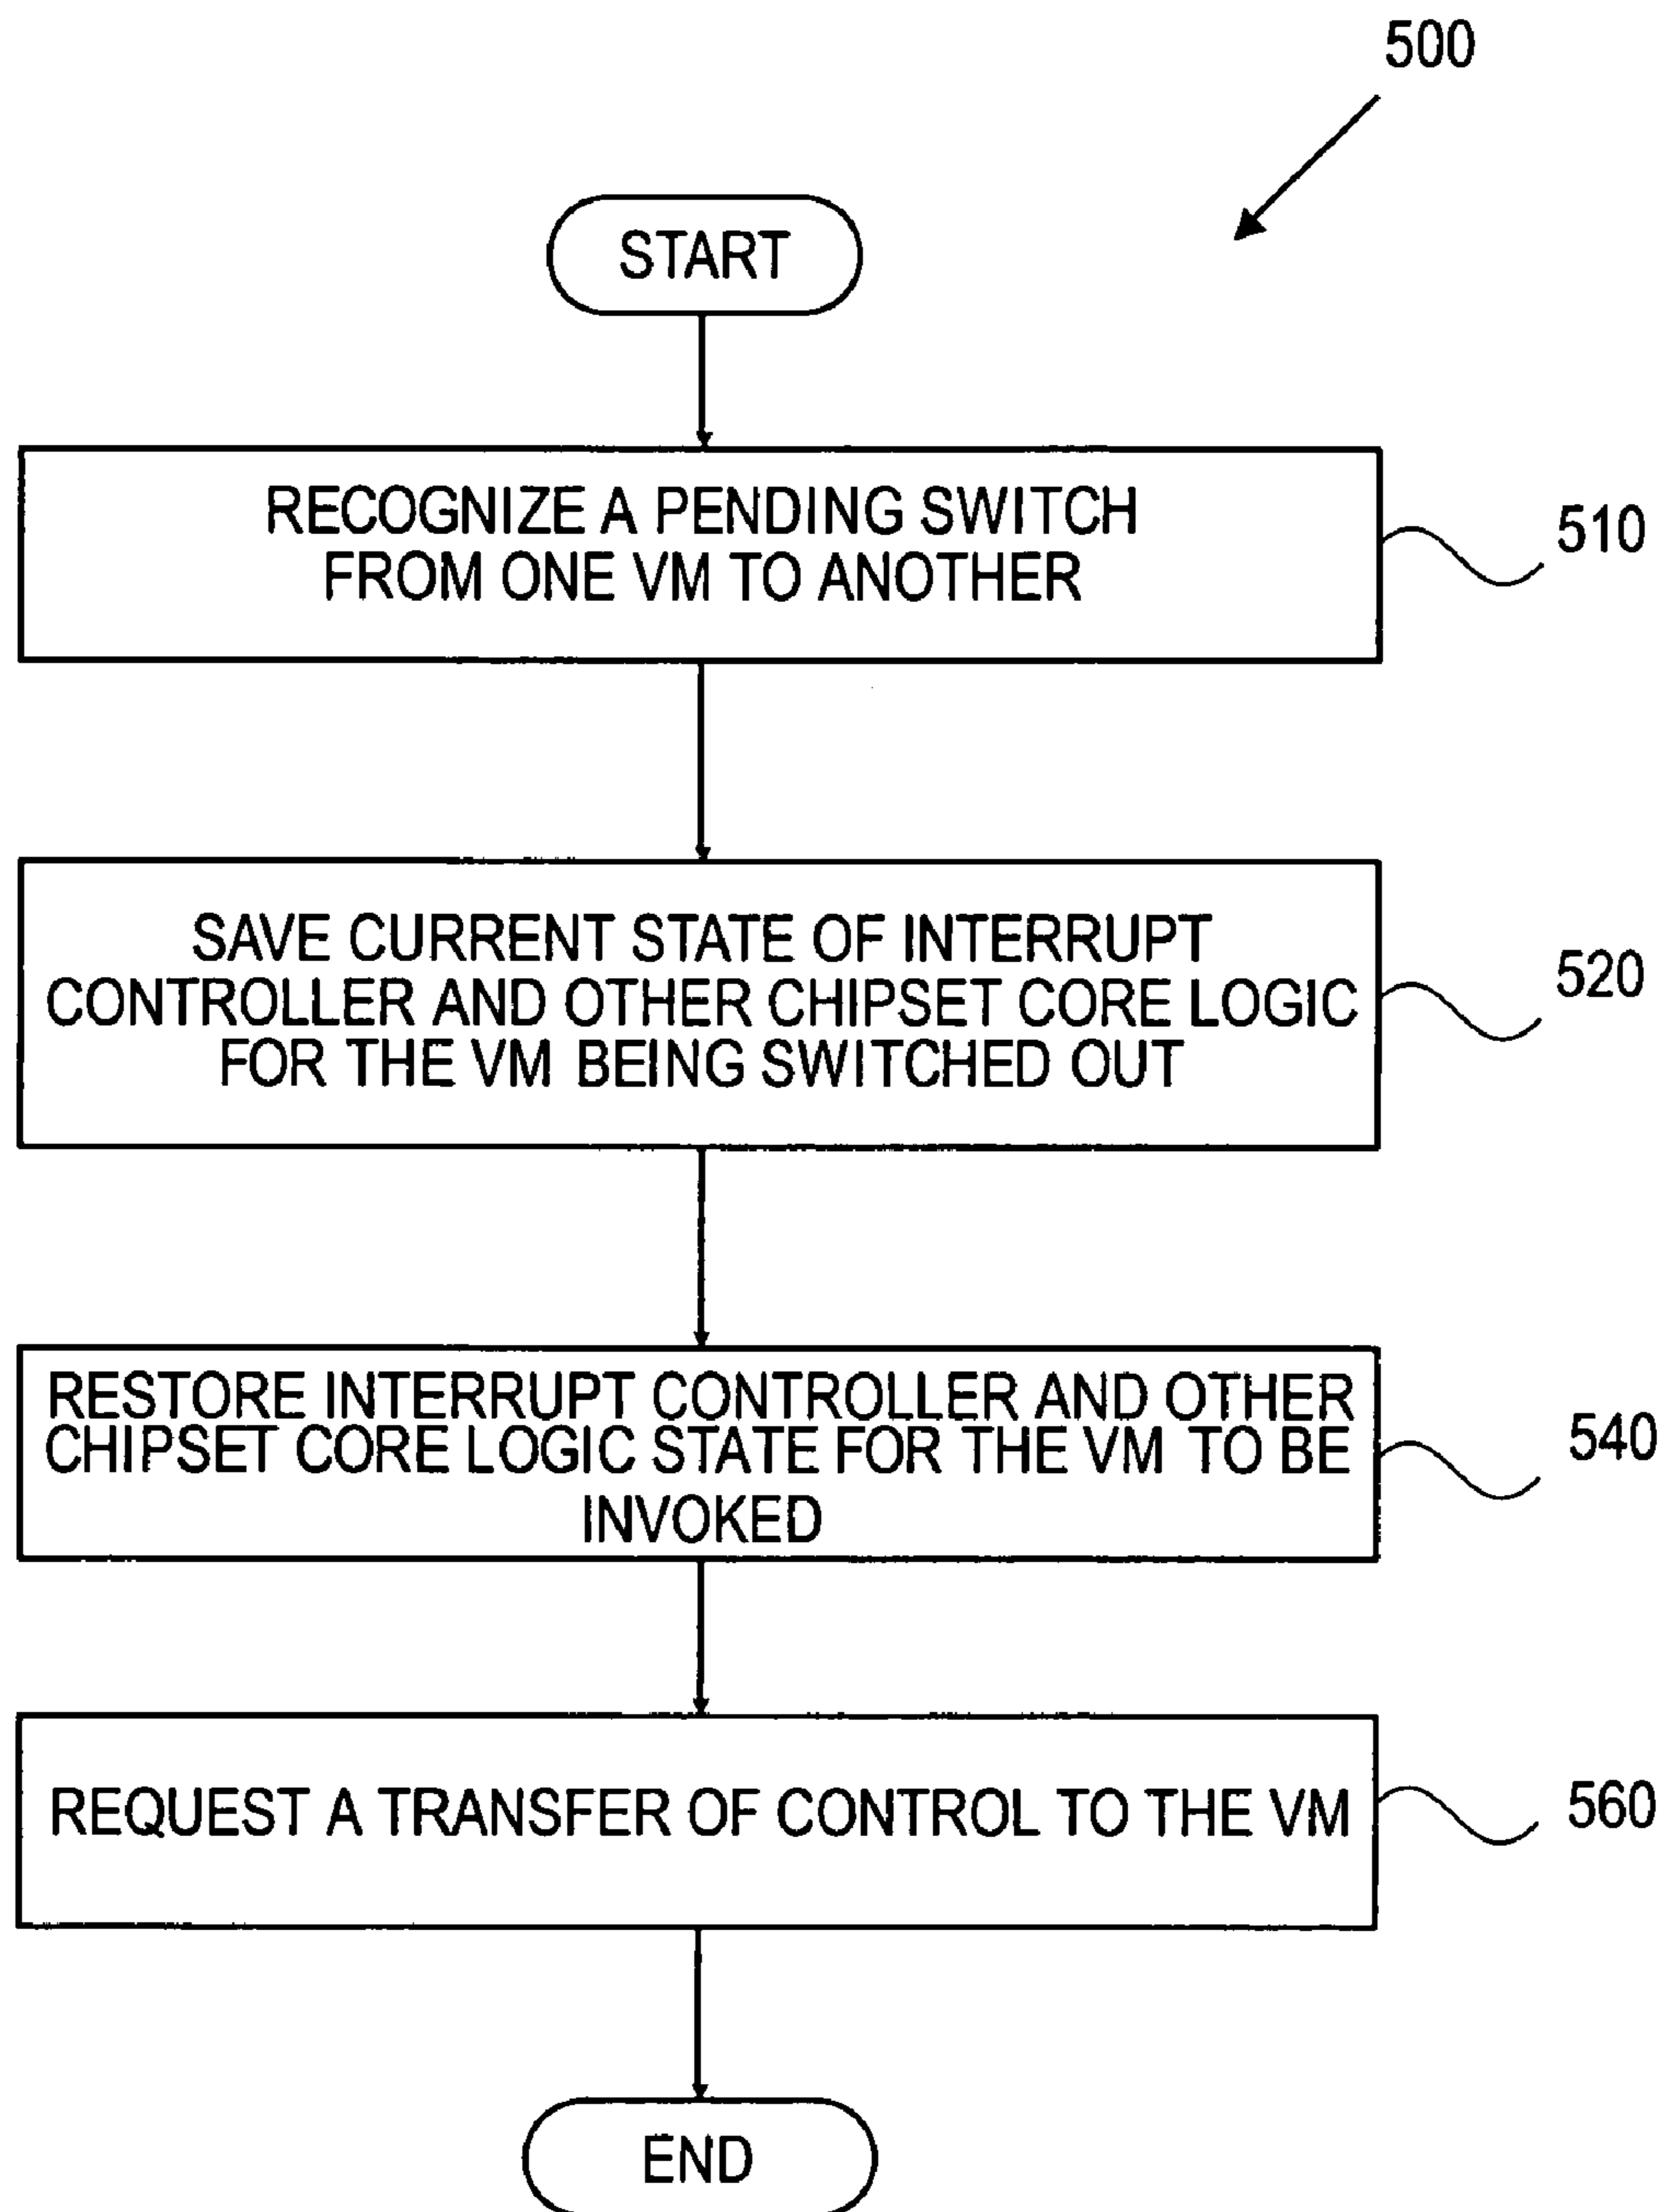 500
START
RECOGNIZE A PENDING SWITCH
FROM ONE VM TO ANOTHER
510
SAVE CURRENT STATE OF INTERRUPT
CONTROLLER AND OTHER CHIPSET CORE LOGIC
FOR THE VM BEING SWITCHED OUT
520
RESTORE INTERRUPT CONTROLLER AND OTHER
CHIPSET CORE LOGIC STATE FOR THE VM TO BE
INVOKED
540
REQUEST A TRANSFER OF CONTROL TO THE VM
560
END